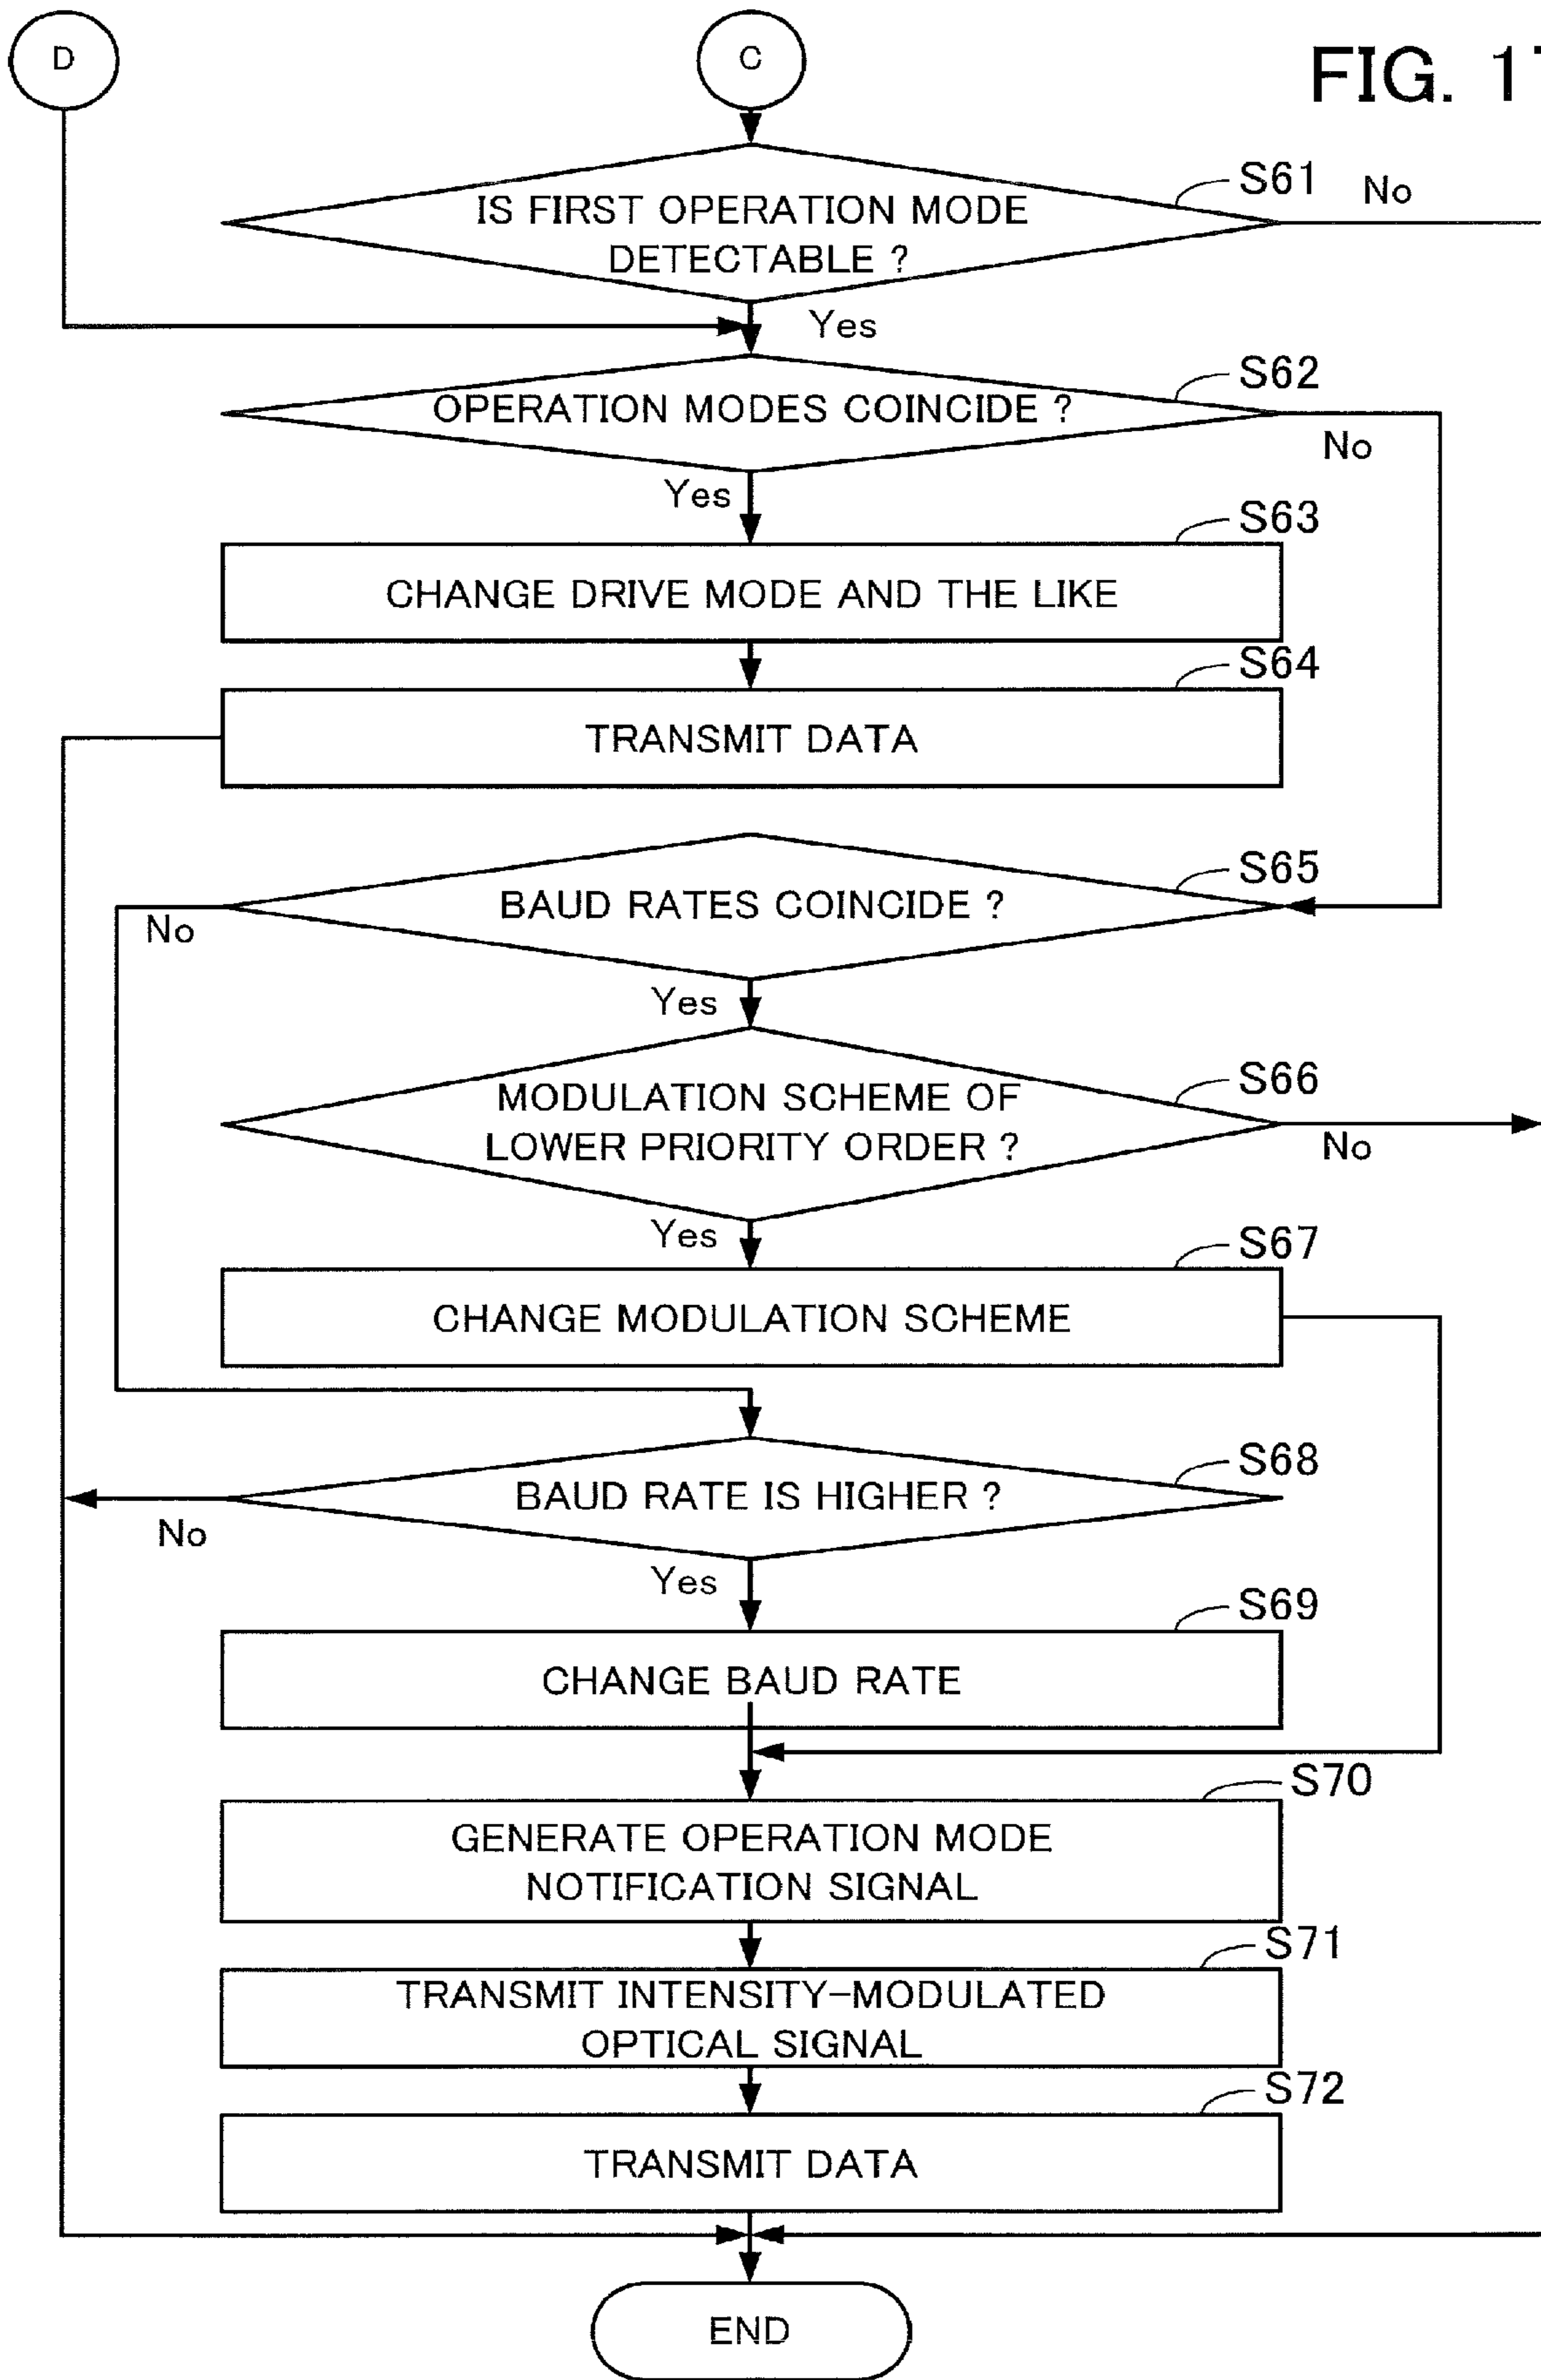 D
C
FIG. 17
S61
No
IS FIRST OPERATION MODE
DETECTABLE ?
Yes
S62
OPERATION MODES COINCIDE ?
No
Yes
S63
CHANGE DRIVE MODE AND THE LIKE
S64
TRANSMIT DATA
S65
BAUD RATES COINCIDE ?
No
Yes
S66
MODULATION SCHEME OF
LOWER PRIORITY ORDER ?
No
Yes
S67
CHANGE MODULATION SCHEME
S68
BAUD RATE IS HIGHER ?
No
Yes
S69
CHANGE BAUD RATE
S70
GENERATE OPERATION MODE
NOTIFICATION SIGNAL
S71
TRANSMIT INTENSITY-MODULATED
OPTICAL SIGNAL
S72
TRANSMIT DATA
END